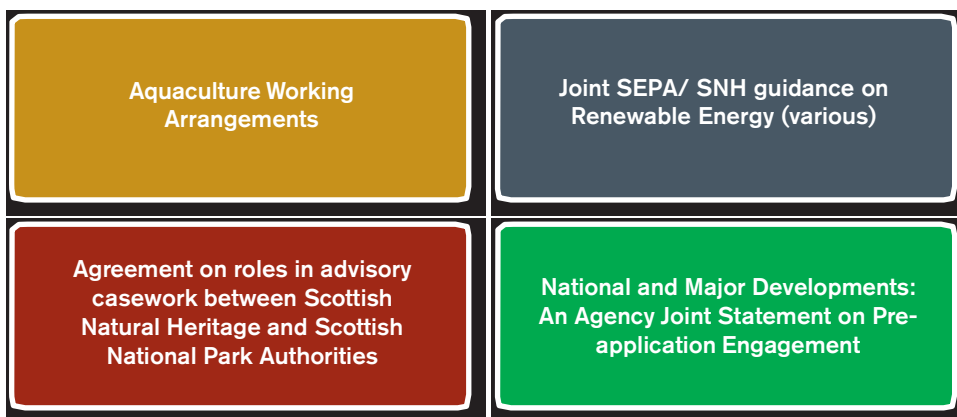 Aquaculture Working
Arrangements
Joint SEPA/ SNH guidance on
Renewable Energy (various)
Agreement on roles in advisory
casework between Scottish
Natural Heritage and Scottish
National Park Authorities
National and Major Developments:
An Agency Joint Statement on Pre-
application Engagement